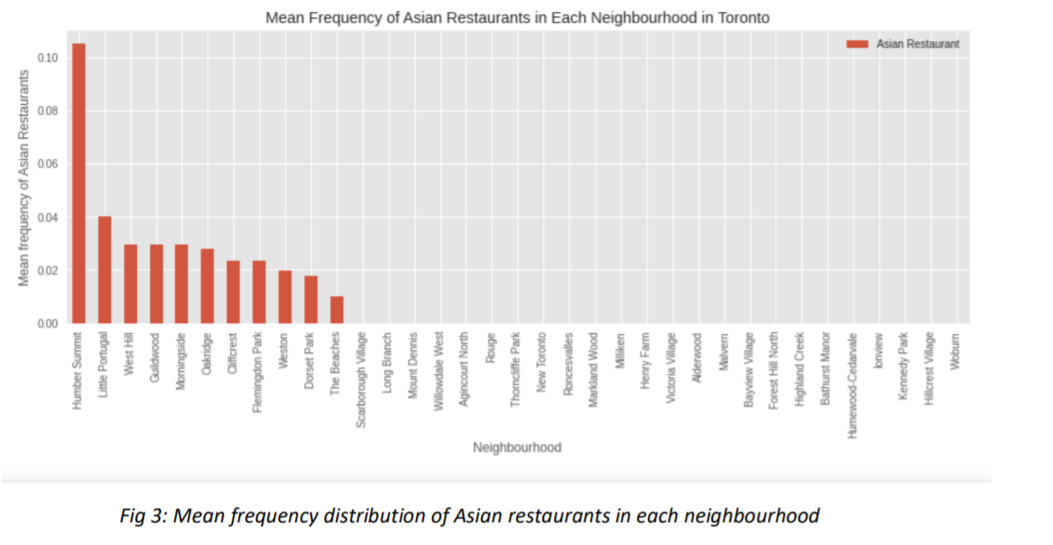 Mean Frequency of Asian Restaurants in Each Neighbourhood in Toronto
Asian Restaurant
Mean frequency of Asian Restaurants
0.10
0.08
0.06
0.04
0.02
0.00
Humber Summit
Little Portugal
West Hill
Guildwood
Morningside
Oakridge
Cliffcrest
Flemingdon Park
Weston
Dorset Park
The Beaches
Scarborough Village
Long Branch
Mount Dennis
Willowdale West
Agincourt North
Rouge
Thorncliffe Park
New Toronto
Roncesvalles
Markland Wood
Milliken
Henry Farm
Victoria Village
Alderwood
Malvern
Bayview Village
Forest Hill North
Highland Creek
Bathurst Manor
Humewood-Cedarvale
Ionview
Kennedy Park
Hillcrest Village
Woburn
Neighbourhood
Fig 3: Mean frequency distribution of Asian restaurants in each neighbourhood